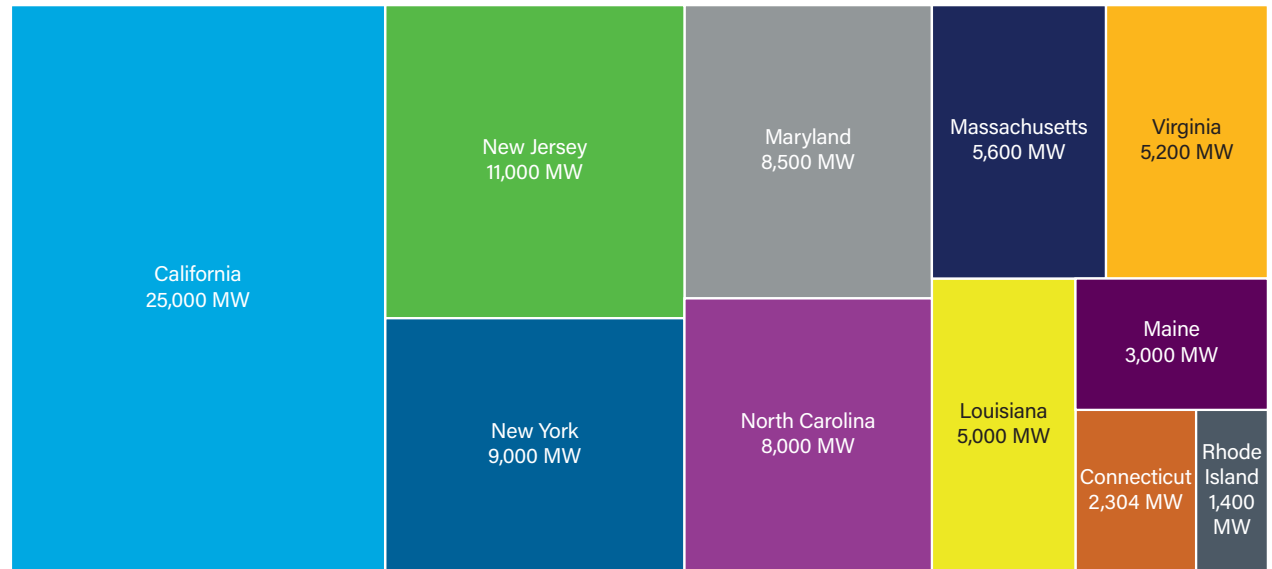 California
25,000 MW
New Jersey
11,000 MW
New York
9,000 MW
Maryland
8,500 MW
North Carolina
8,000 MW
Massachusetts
5,600 MW
Virginia
5,200 MW
Louisiana
5,000 MW
Maine
3,000 MW
Connecticut
2,304 MW
Rhode
Island
1,400
MW